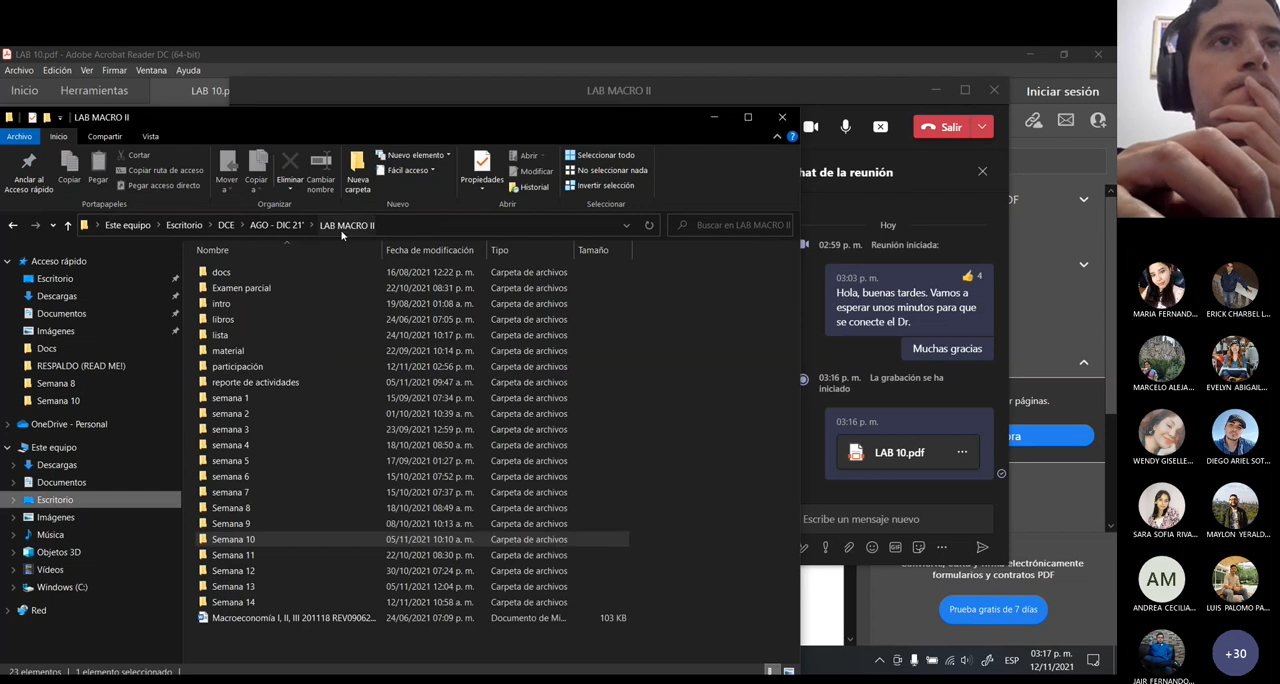 LAB 10.pdf - Adobe Acrobat Reader DC (64-bit)
Archivo Edición Ver Firmar Ventana Ayuda
Inicio Herramientas LAB 10.p
LAB MACRO II
Iniciar sesión
LAB MACRO II
Archivo Inicio Compartir Vista
Salir
Anclar al Acceso rápido
Copiar
Pegar
Cortar
Copiar ruta de acceso
Pegar acceso directo
Mover a
Copiar a
Eliminar
Cambiar nombre
Nueva carpeta
Nuevo elemento
Fácil acceso
Propiedades
Abrir
Modificar
Historial
Seleccionar todo
No seleccionar nada
Invertir selección
Portapapeles Organizar Nuevo Abrir Seleccionar
Este equipo Escritorio DCE AGO - DIC 21' LAB MACRO II
Buscar en LAB MACRO II
Nombre Fecha de modificación Tipo Tamaño
Acceso rápido
Escritorio
Descargas
Documentos
Imágenes
Docs
RESPALDO (READ ME!)
Semana 8
Semana 10
OneDrive - Personal
Este equipo
Descargas
Documentos
Escritorio
Imágenes
Música
Objetos 3D
Vídeos
Windows (C:)
Red
docs 16/08/2021 12:22 p. m. Carpeta de archivos
Examen parcial 22/10/2021 08:31 p. m. Carpeta de archivos
intro 19/08/2021 01:08 a. m. Carpeta de archivos
libros 24/06/2021 07:05 p. m. Carpeta de archivos
lista 24/10/2021 10:17 p. m. Carpeta de archivos
material 22/09/2021 10:14 p. m. Carpeta de archivos
participación 12/11/2021 02:56 p. m. Carpeta de archivos
reporte de actividades 05/11/2021 09:47 a. m. Carpeta de archivos
semana 1 15/09/2021 07:34 p. m. Carpeta de archivos
semana 2 01/10/2021 10:39 a. m. Carpeta de archivos
semana 3 23/09/2021 12:59 p. m. Carpeta de archivos
semana 4 18/10/2021 08:50 a. m. Carpeta de archivos
semana 5 17/09/2021 01:27 p. m. Carpeta de archivos
semana 6 15/10/2021 07:52 p. m. Carpeta de archivos
semana 7 15/10/2021 07:37 p. m. Carpeta de archivos
Semana 8 18/10/2021 08:49 a. m. Carpeta de archivos
Semana 9 08/10/2021 10:13 a. m. Carpeta de archivos
Semana 10 05/11/2021 10:10 a. m. Carpeta de archivos
Semana 11 22/10/2021 08:30 p. m. Carpeta de archivos
Semana 12 30/10/2021 07:24 p. m. Carpeta de archivos
Semana 13 05/11/2021 12:04 p. m. Carpeta de archivos
Semana 14 12/11/2021 10:58 a. m. Carpeta de archivos
Macroeconomía I, II, III 201118 REV09062... 24/06/2021 07:09 p. m. Documento de Mi... 103 KB
23 elementos 1 elemento seleccionado
hat de la reunión
Hoy
02:59 p. m. Reunión iniciada:
03:03 p. m. 4
Hola, buenas tardes. Vamos a
esperar unos minutos para que
se conecte el Dr.
Muchas gracias
03:16 p. m. La grabación se ha
iniciado
03:16 p. m.
LAB 10.pdf
Escribe un mensaje nuevo
GIF
DF
ar páginas.
ora
formularios y contratos PDF
Prueba gratis de 7 días
ESP
03:17 p. m.
12/11/2021
MARIA FERNAND...
ERICK CHARBEL L...
MARCELO ALEJA...
EVELYN ABIGAIL...
WENDY GISELLE...
DIEGO ARIEL SOT...
SARA SOFIA RIVA...
MAYLON YERALD...
AM
ANDREA CECILIA...
LUIS PALOMO PA...
JAIR FERNANDO...
+30